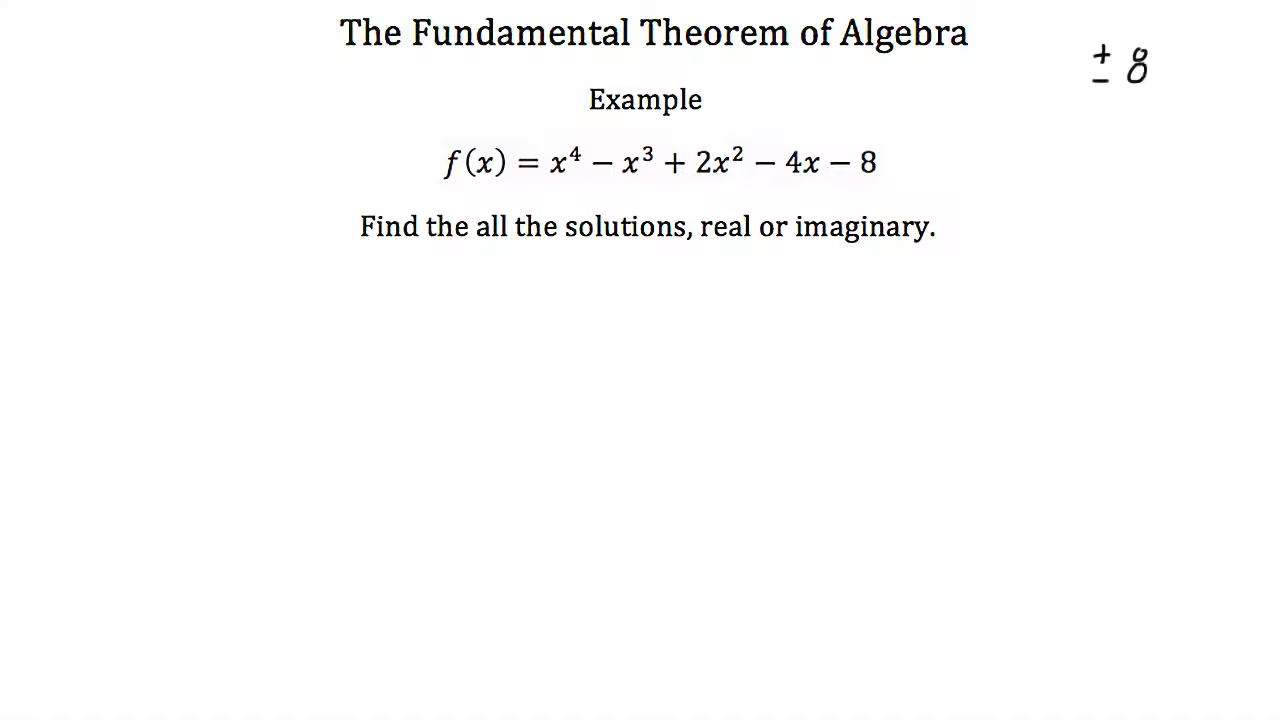 The Fundamental Theorem of Algebra
± 8
Example
f(x) = x⁴ − x³ + 2x² − 4x − 8
Find the all the solutions, real or imaginary.